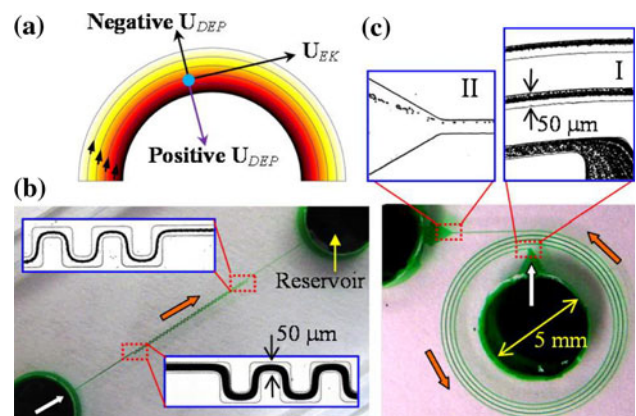 (a)
Negative U_DEP
U_EK
Positive U_DEP
(b)
Reservoir
50 μm
(c)
II
I
50 μm
5 mm